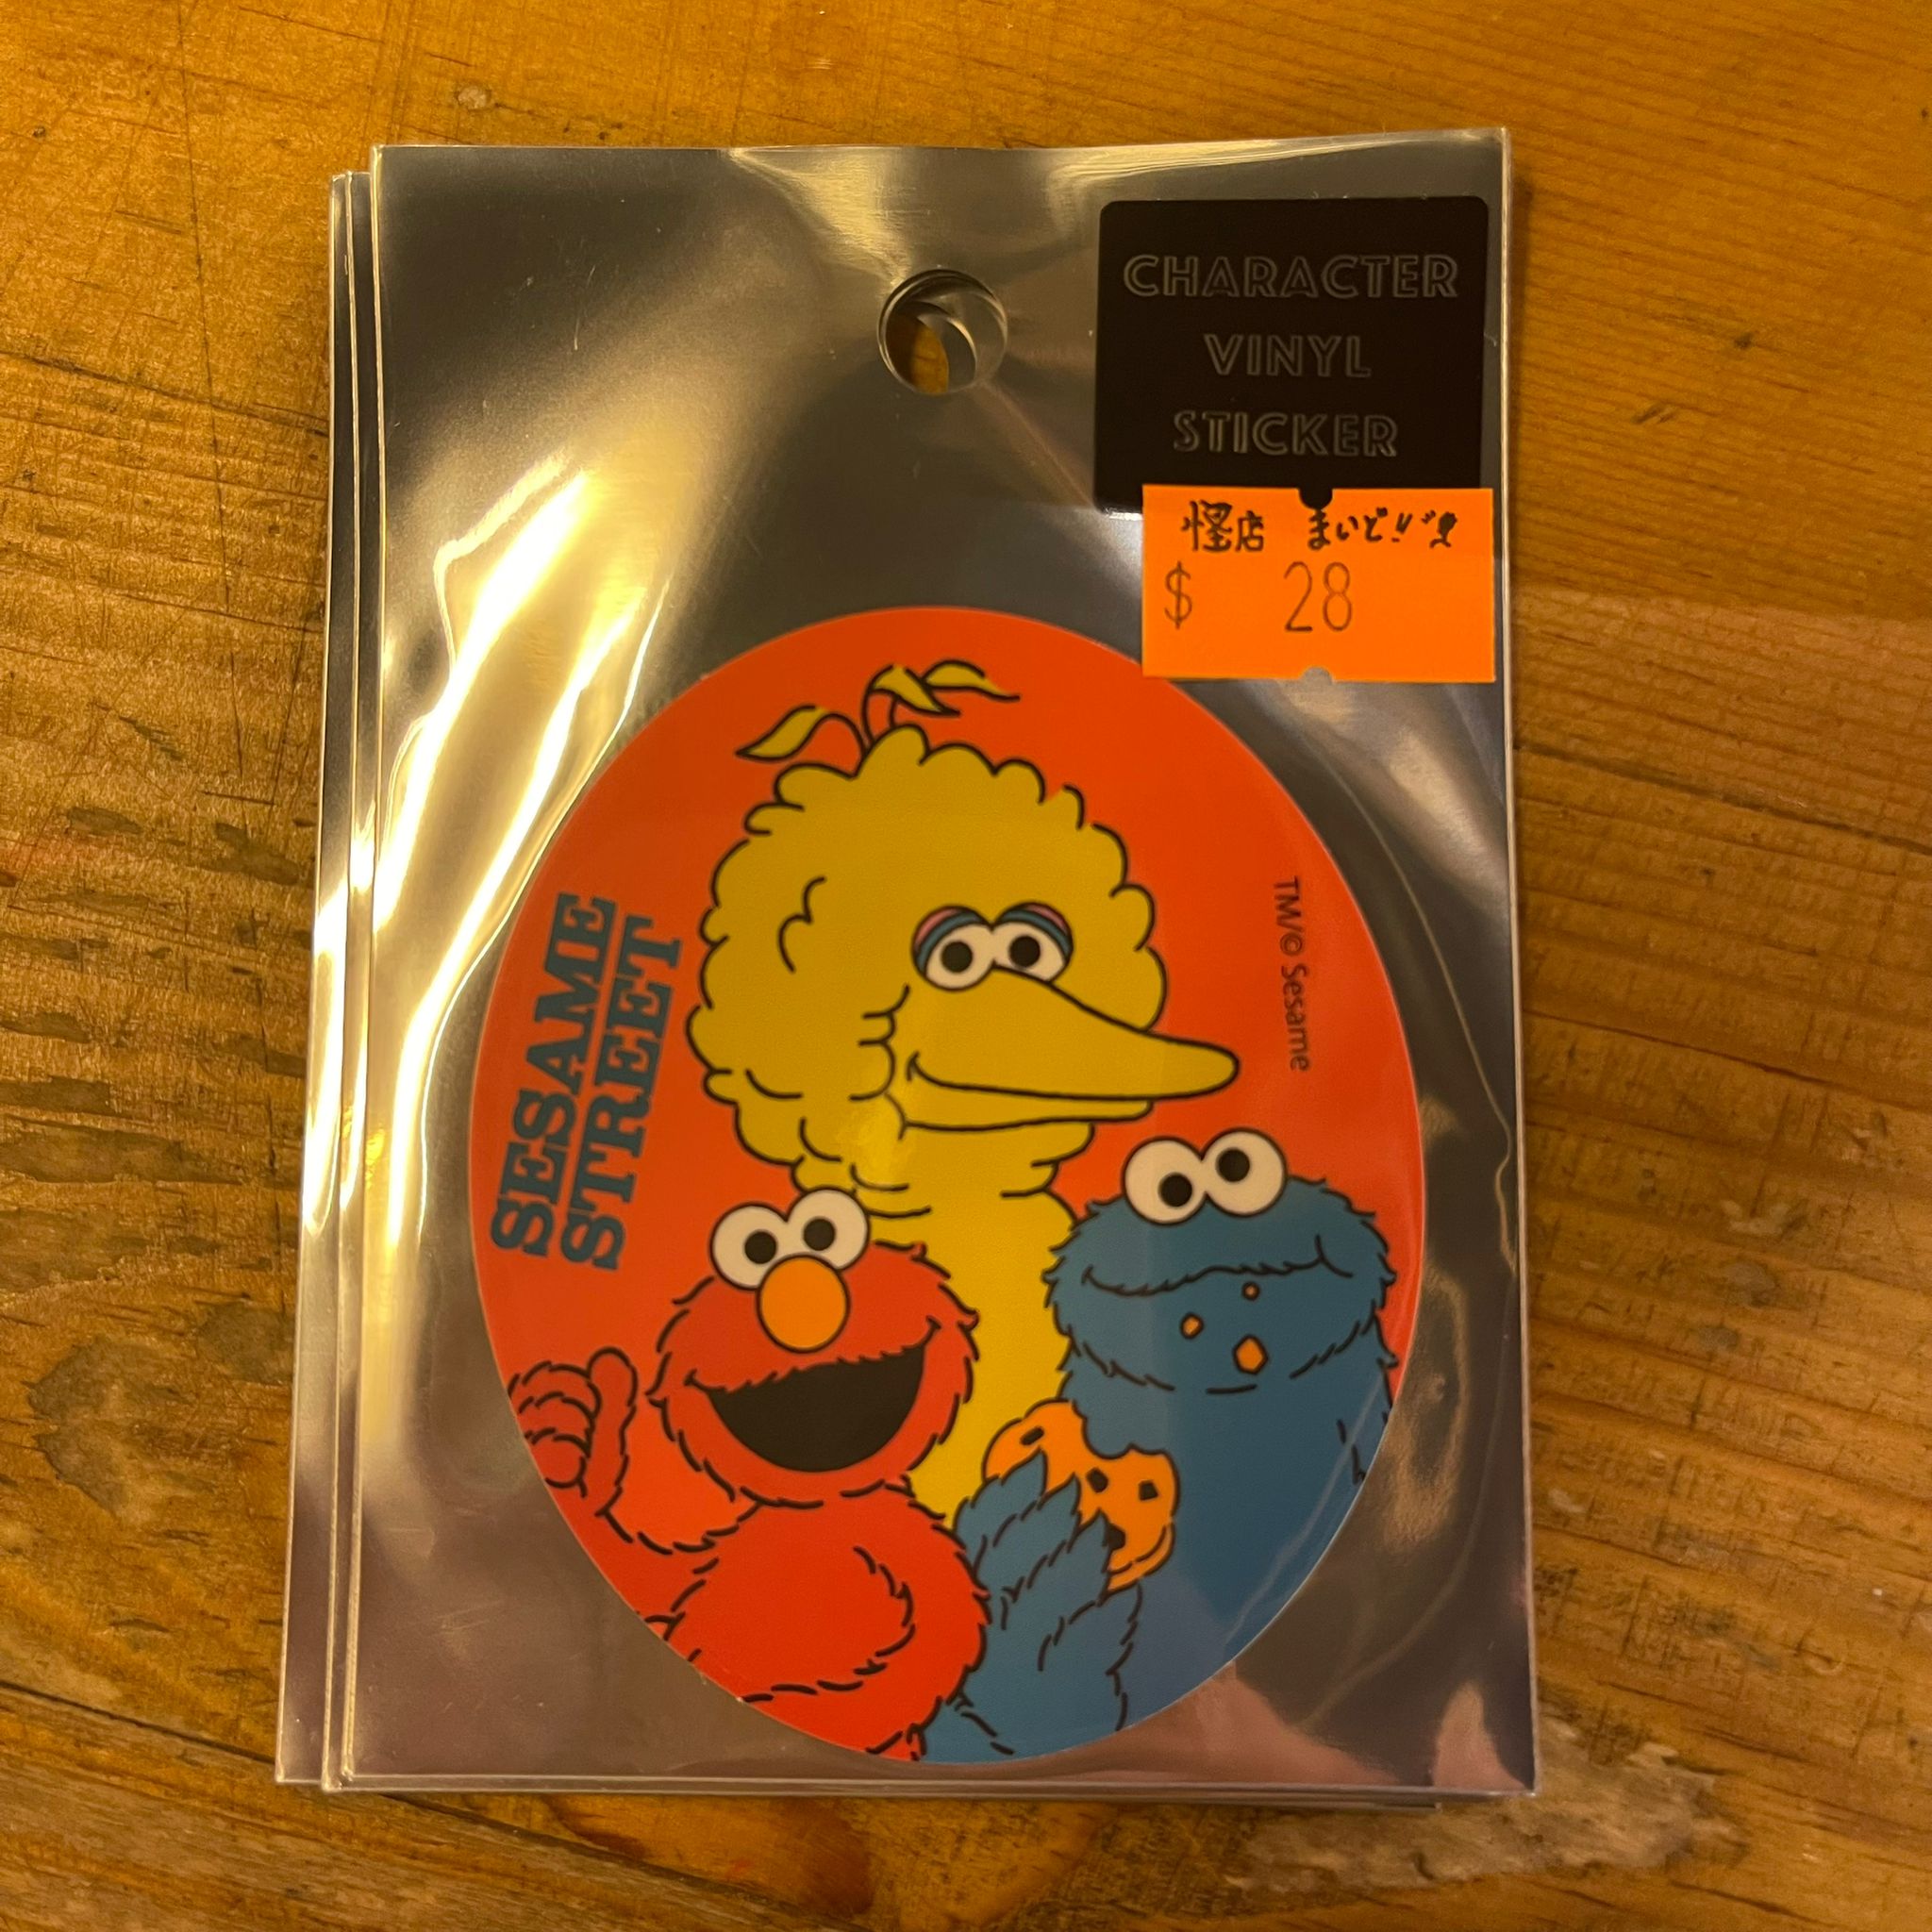 CHARACTER
VINYL
STICKER
怪店 まいど!!
$ 28
SESAME
STREET
TM/© Sesame